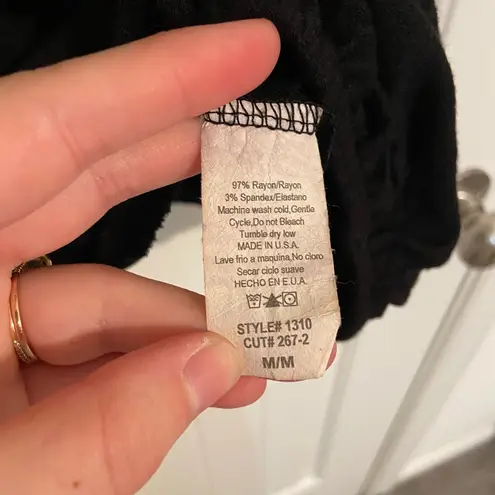 97% Rayon/Rayon
3% Spandex/Elastano
Machine wash cold,Gentle
Cycle,Do not Bleach
Tumble dry low
MADE IN U.S.A.
Lave frio a maquina,No cloro
Secar ciclo suave
HECHO EN E.U.A.
STYLE# 1310
CUT# 267-2
M/M